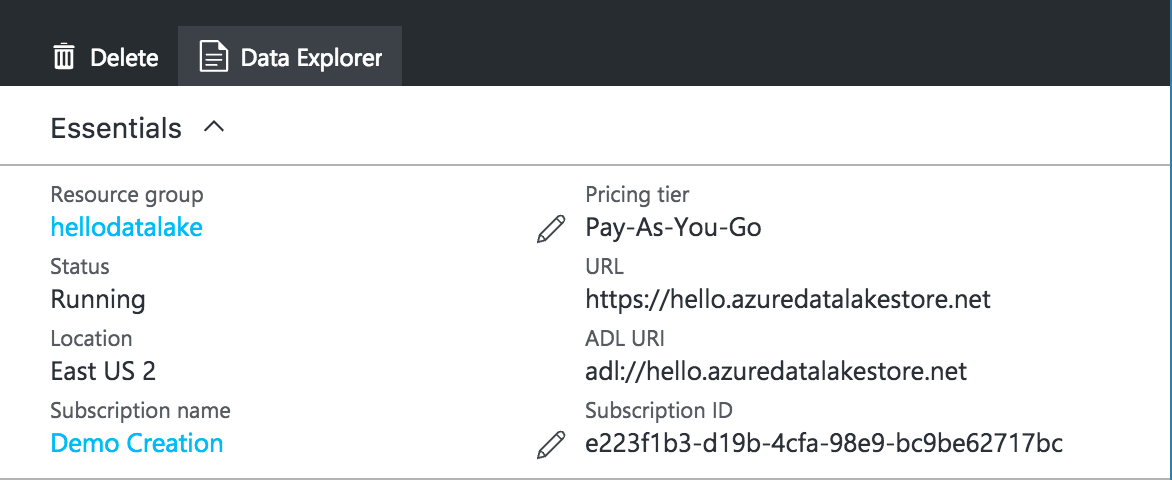 Delete Data Explorer
Essentials
Resource group
hellodatalake
Status
Running
Location
East US 2
Subscription name
Demo Creation
Pricing tier
Pay-As-You-Go
URL
https://hello.azuredatalakestore.net
ADL URI
adl://hello.azuredatalakestore.net
Subscription ID
e223f1b3-d19b-4cfa-98e9-bc9be62717bc